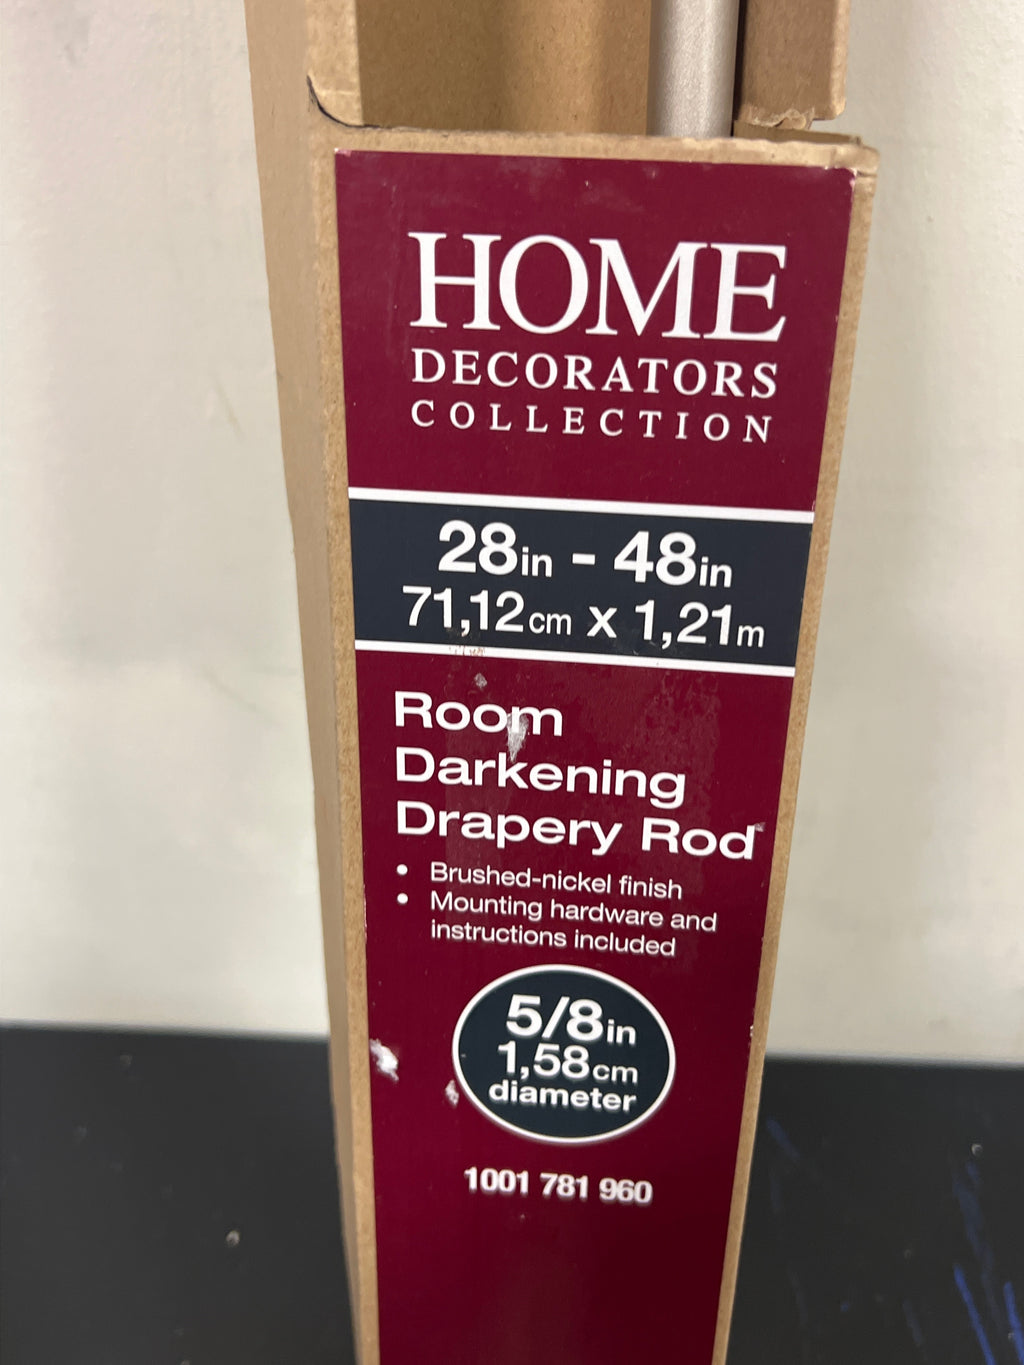 HOME
DECORATORS
COLLECTION
28in - 48in
71,12cm x 1,21m
Room
Darkening
Drapery Rod
• Brushed-nickel finish
• Mounting hardware and
instructions included
5/8in
1,58cm
diameter
1001 781 960